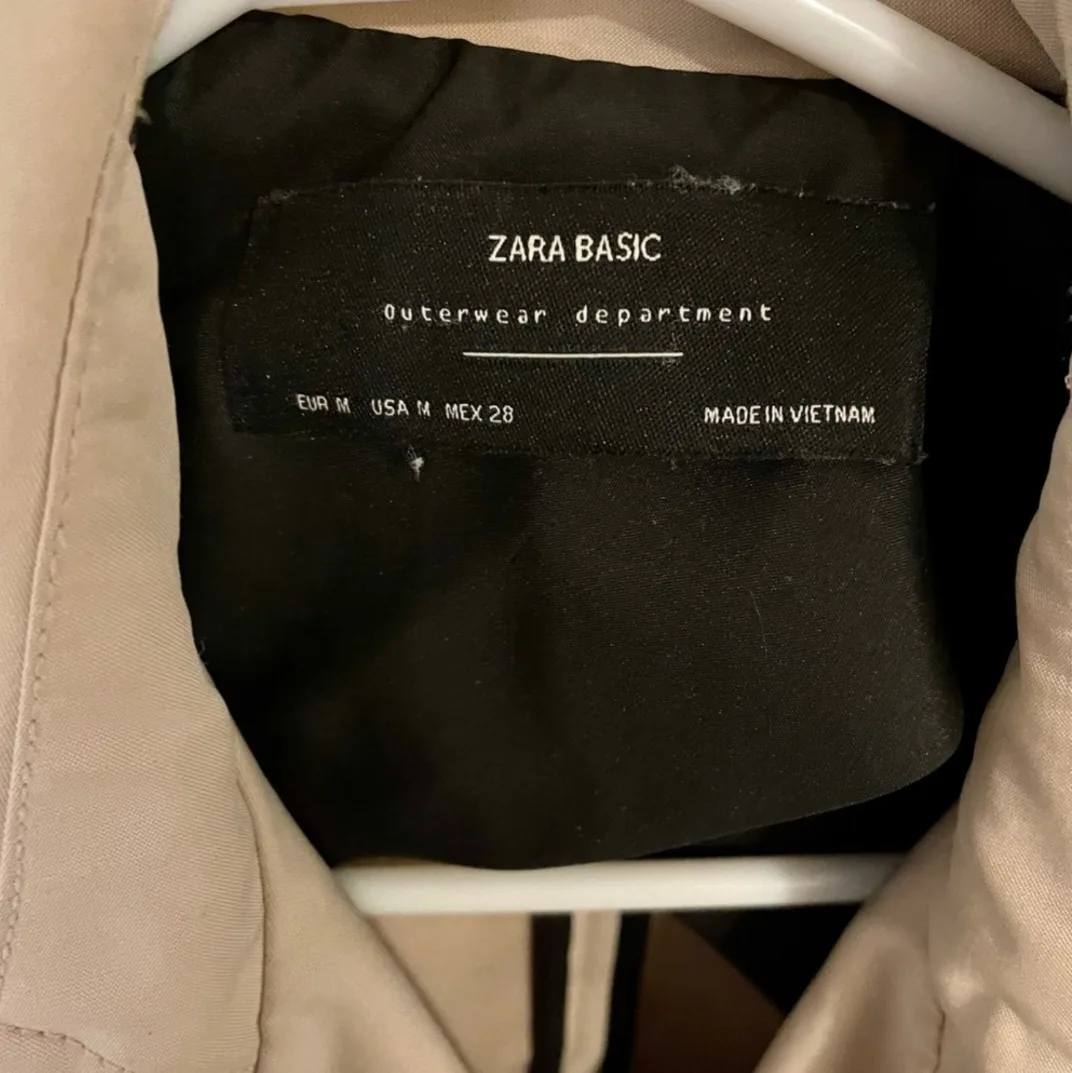 ZARA BASIC
Outerwear department
EUR M USA M MEX 28 MADE IN VIETNAM